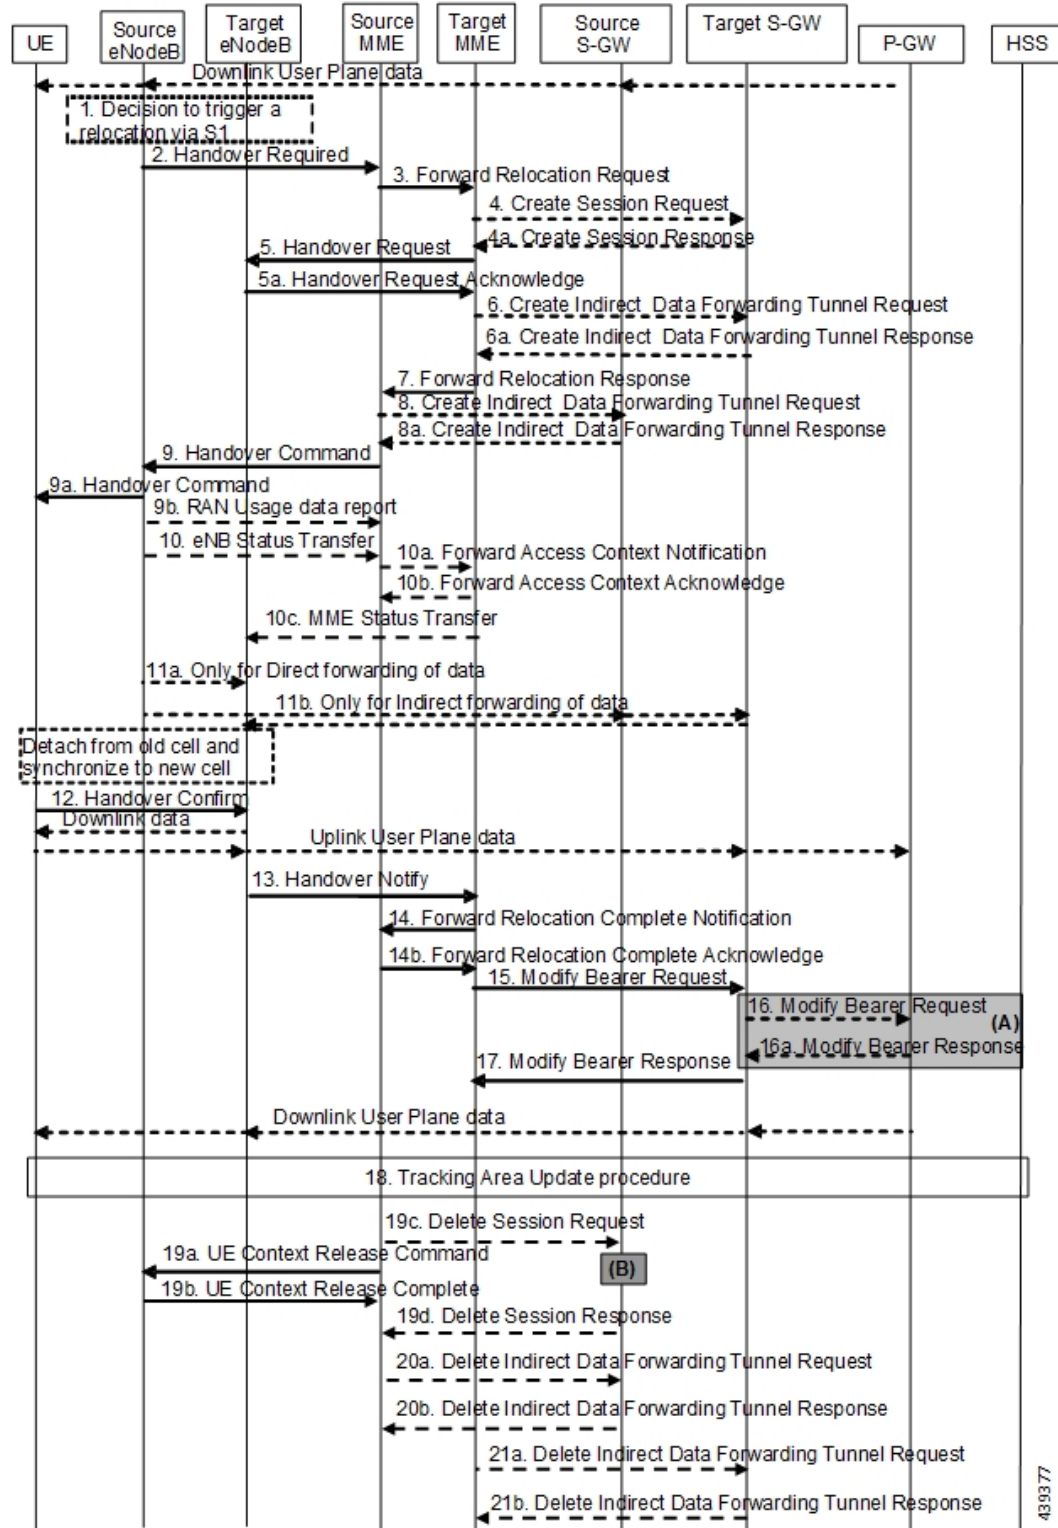 UE
Source
eNodeB
Target
eNodeB
Source
MME
Target
MME
Source
S-GW
Target S-GW
P-GW
HSS
Downlink User Plane data
1. Decision to trigger a
relocation via S1
2. Handover Required
3. Forward Relocation Request
4. Create Session Request
4a. Create Session Response
5. Handover Request
5a. Handover Request Acknowledge
6. Create Indirect Data Forwarding Tunnel Request
6a. Create Indirect Data Forwarding Tunnel Response
7. Forward Relocation Response
8. Create Indirect Data Forwarding Tunnel Request
8a. Create Indirect Data Forwarding Tunnel Response
9. Handover Command
9a. Handover Command
9b. RAN Usage data report
10. eNB Status Transfer
10a. Forward Access Context Notification
10b. Forward Access Context Acknowledge
10c. MME Status Transfer
11a. Only for Direct forwarding of data
11b. Only for Indirect forwarding of data
Detach from old cell and
synchronize to new cell
12. Handover Confirm
Downlink data
Uplink User Plane data
13. Handover Notify
14. Forward Relocation Complete Notification
14b. Forward Relocation Complete Acknowledge
15. Modify Bearer Request
16. Modify Bearer Request
(A)
16a. Modify Bearer Response
17. Modify Bearer Response
Downlink User Plane data
18. Tracking Area Update procedure
19c. Delete Session Request
19a. UE Context Release Command
(B)
19b. UE Context Release Complete
19d. Delete Session Response
20a. Delete Indirect Data Forwarding Tunnel Request
20b. Delete Indirect Data Forwarding Tunnel Response
21a. Delete Indirect Data Forwarding Tunnel Request
21b. Delete Indirect Data Forwarding Tunnel Response
439377